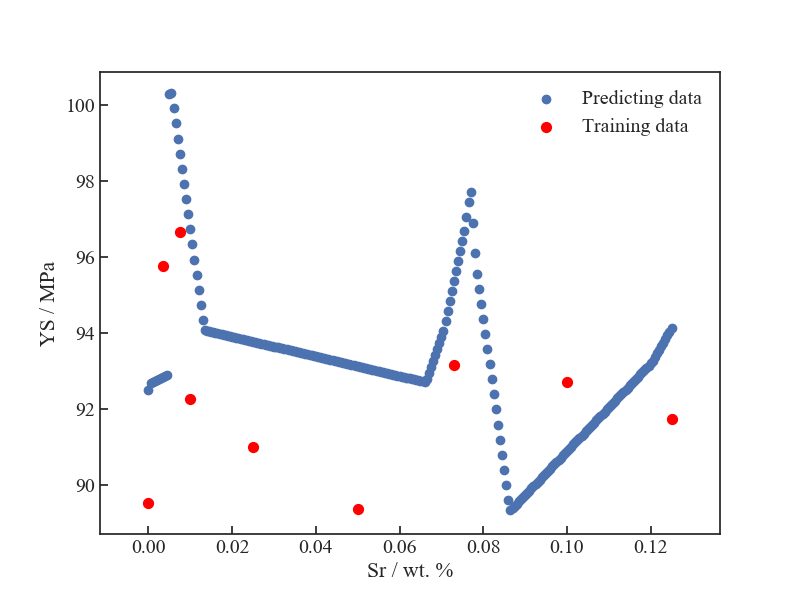 Predicting data
Training data
100
98
96
94
92
90
YS / MPa
0.00 0.02 0.04 0.06 0.08 0.10 0.12
Sr / wt. %